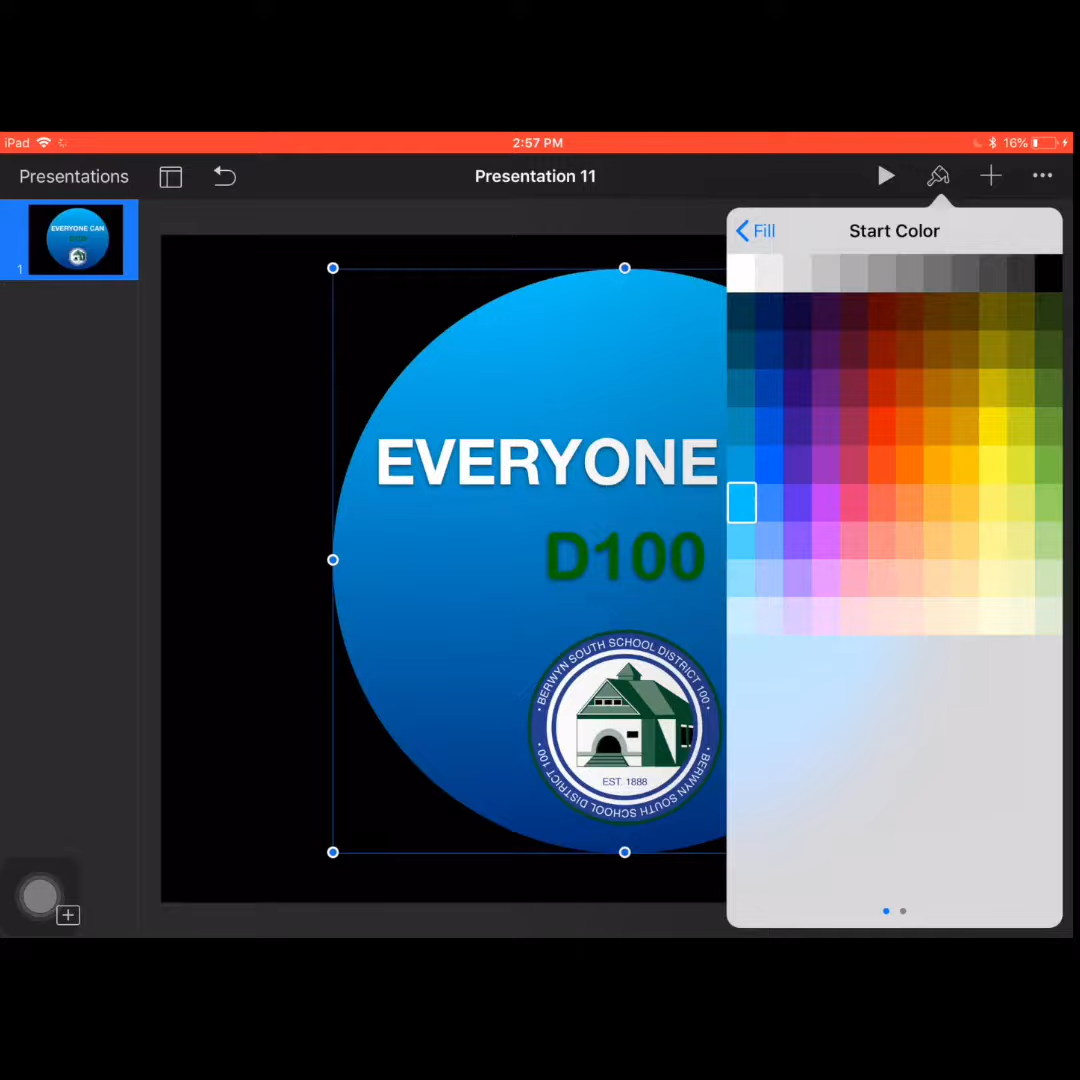 iPad 2:57 PM 16%
Presentations Presentation 11
Fill Start Color
EVERYONE CAN
D100
1
EVERYONE
D100
• BERWYN SOUTH SCHOOL DISTRICT 100 •
EST. 1888
BERWYN SOUTH SCHOOL DISTRICT 100 •